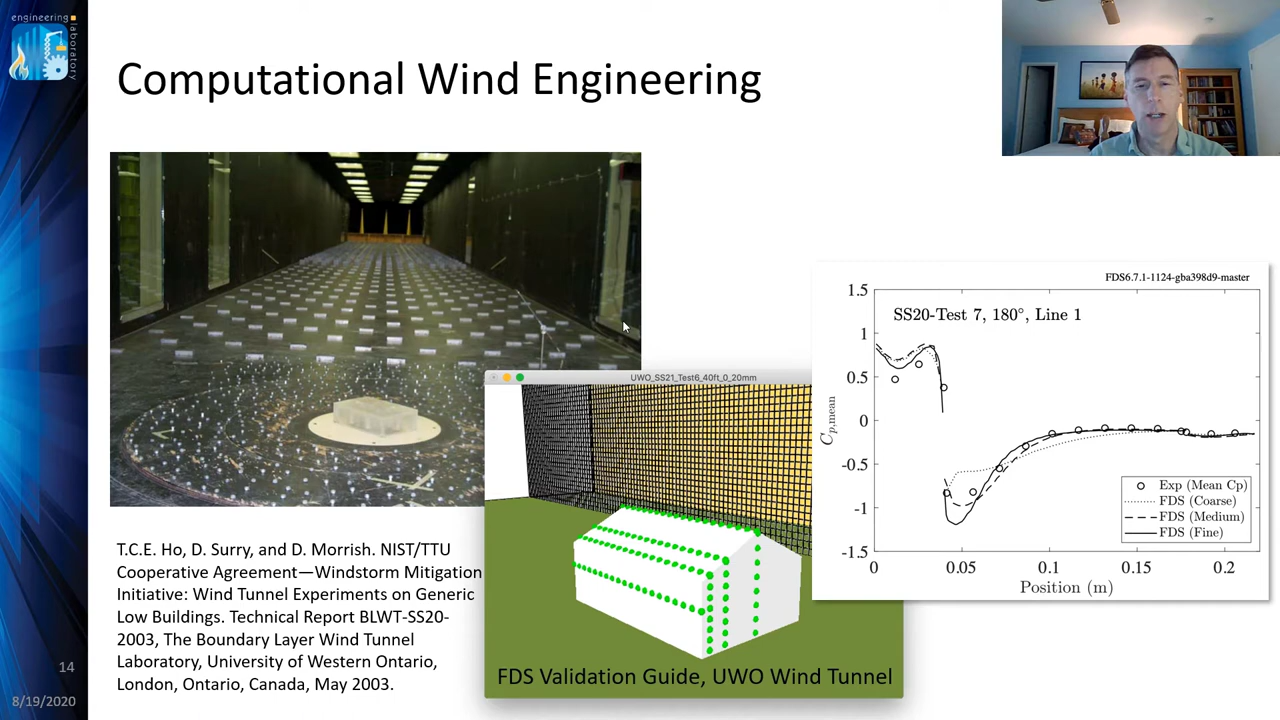 engineering
laboratory
Computational Wind Engineering
FDS6.7.1-1124-gba398d9-master
SS20-Test 7, 180°, Line 1
1.5
1
0.5
0
-0.5
-1
-1.5
Cp,mean
0
0.05
0.1
0.15
0.2
Position (m)
Exp (Mean Cp)
FDS (Coarse)
FDS (Medium)
FDS (Fine)
UWO_SS21_Test6_40ft_0_20mm
FDS Validation Guide, UWO Wind Tunnel
T.C.E. Ho, D. Surry, and D. Morrish. NIST/TTU
Cooperative Agreement—Windstorm Mitigation
Initiative: Wind Tunnel Experiments on Generic
Low Buildings. Technical Report BLWT-SS20-
2003, The Boundary Layer Wind Tunnel
Laboratory, University of Western Ontario,
London, Ontario, Canada, May 2003.
14
8/19/2020